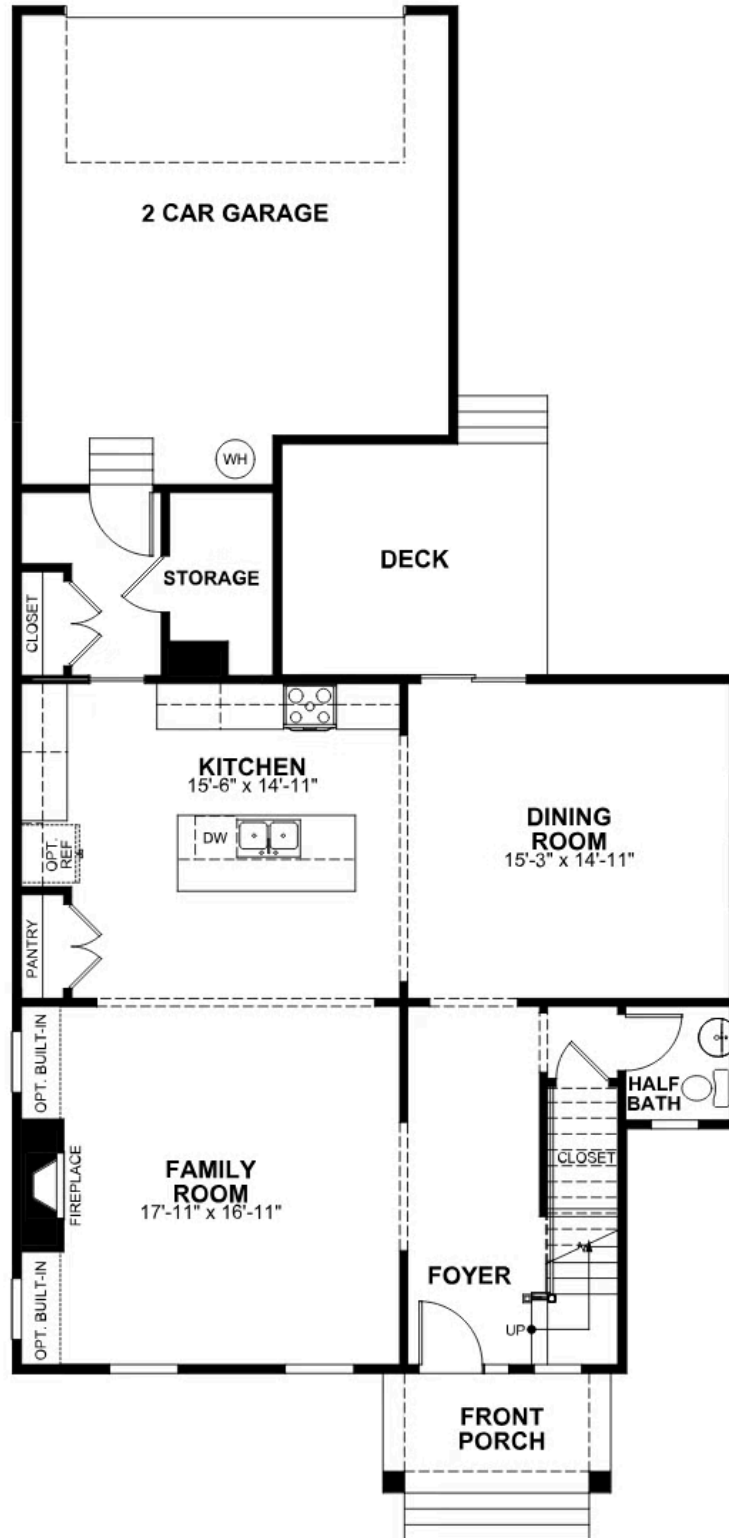 2 CAR GARAGE
WH
DECK
STORAGE
CLOSET
KITCHEN
15'-6" x 14'-11"
DW
OPT.
REF
PANTRY
DINING
ROOM
15'-3" x 14'-11"
OPT. BUILT-IN
FIREPLACE
OPT. BUILT-IN
FAMILY
ROOM
17'-11" x 16'-11"
HALF
BATH
CLOSET
FOYER
UP
FRONT
PORCH